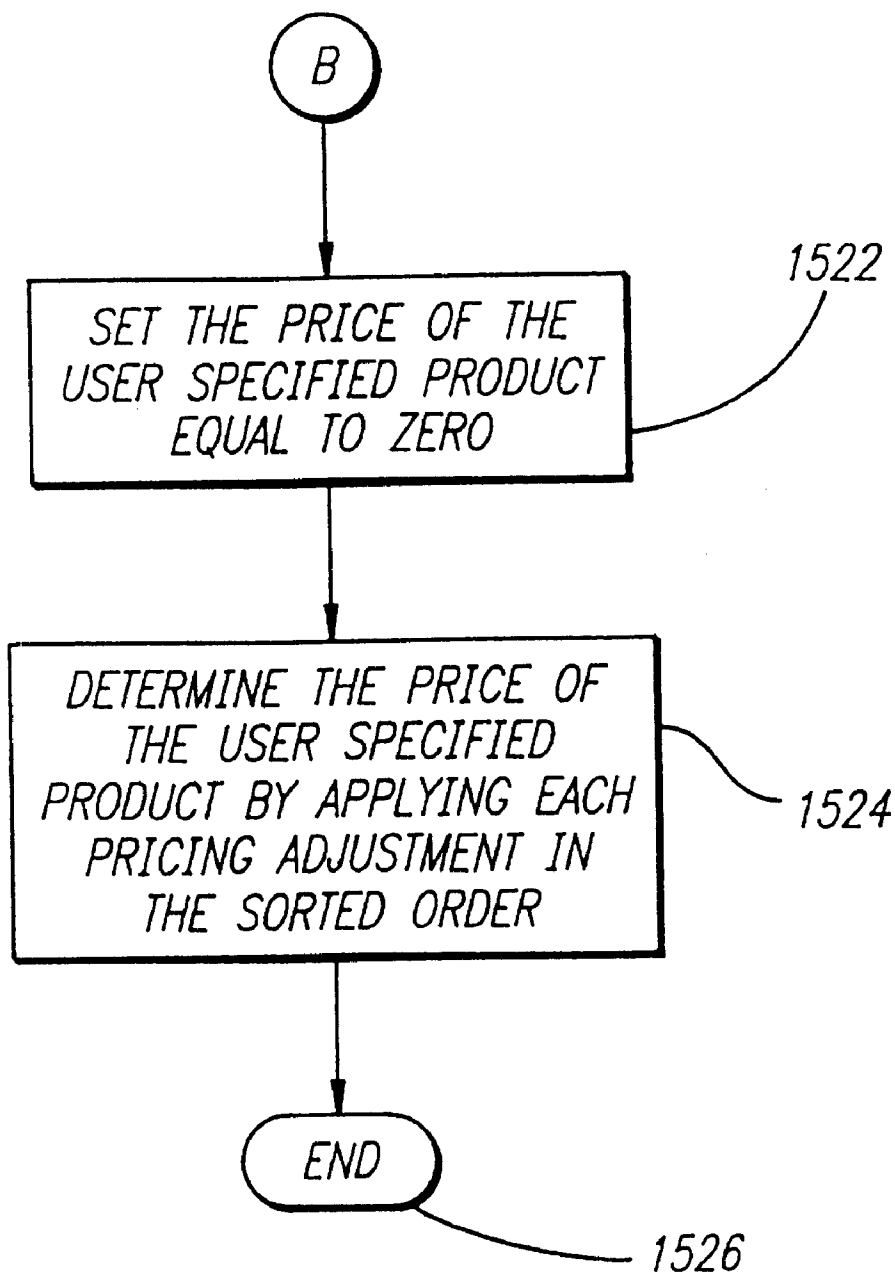 B
1522
SET THE PRICE OF THE
USER SPECIFIED PRODUCT
EQUAL TO ZERO
DETERMINE THE PRICE OF
THE USER SPECIFIED
PRODUCT BY APPLYING EACH
PRICING ADJUSTMENT IN
THE SORTED ORDER
1524
END
1526